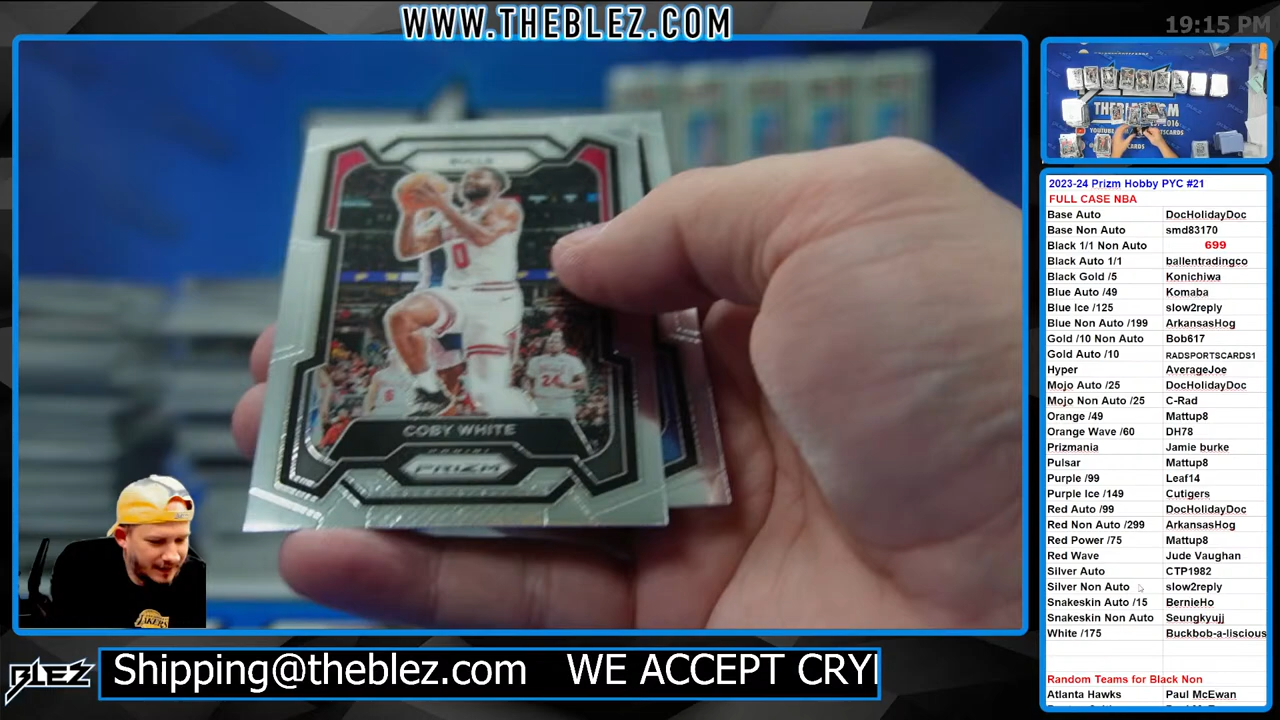 WWW.THEBLEZ.COM
19:15 PM
BULLS
0
24
COBY WHITE
PANINI
PRIZM
2023-24 Prizm Hobby PYC #21
FULL CASE NBA
Base Auto DocHolidayDoc
Base Non Auto smd83170
Black 1/1 Non Auto 699
Black Auto 1/1 ballentradingco
Black Gold /5 Konichiwa
Blue Auto /49 Komaba
Blue Ice /125 slow2reply
Blue Non Auto /199 ArkansasHog
Gold /10 Non Auto Bob617
Gold Auto /10 RADSPORTSCARDS1
Hyper AverageJoe
Mojo Auto /25 DocHolidayDoc
Mojo Non Auto /25 C-Rad
Orange /49 Mattup8
Orange Wave /60 DH78
Prizmania Jamie burke
Pulsar Mattup8
Purple /99 Leaf14
Purple Ice /149 Cutigers
Red Auto /99 DocHolidayDoc
Red Non Auto /299 ArkansasHog
Red Power /75 Mattup8
Red Wave Jude Vaughan
Silver Auto CTP1982
Silver Non Auto slow2reply
Snakeskin Auto /15 BernieHo
Snakeskin Non Auto Seungkyujj
White /175 Buckbob-a-liscious
Random Teams for Black Non
Atlanta Hawks Paul McEwan
LAKERS
BLEZ
Shipping@theblez.com WE ACCEPT CRY